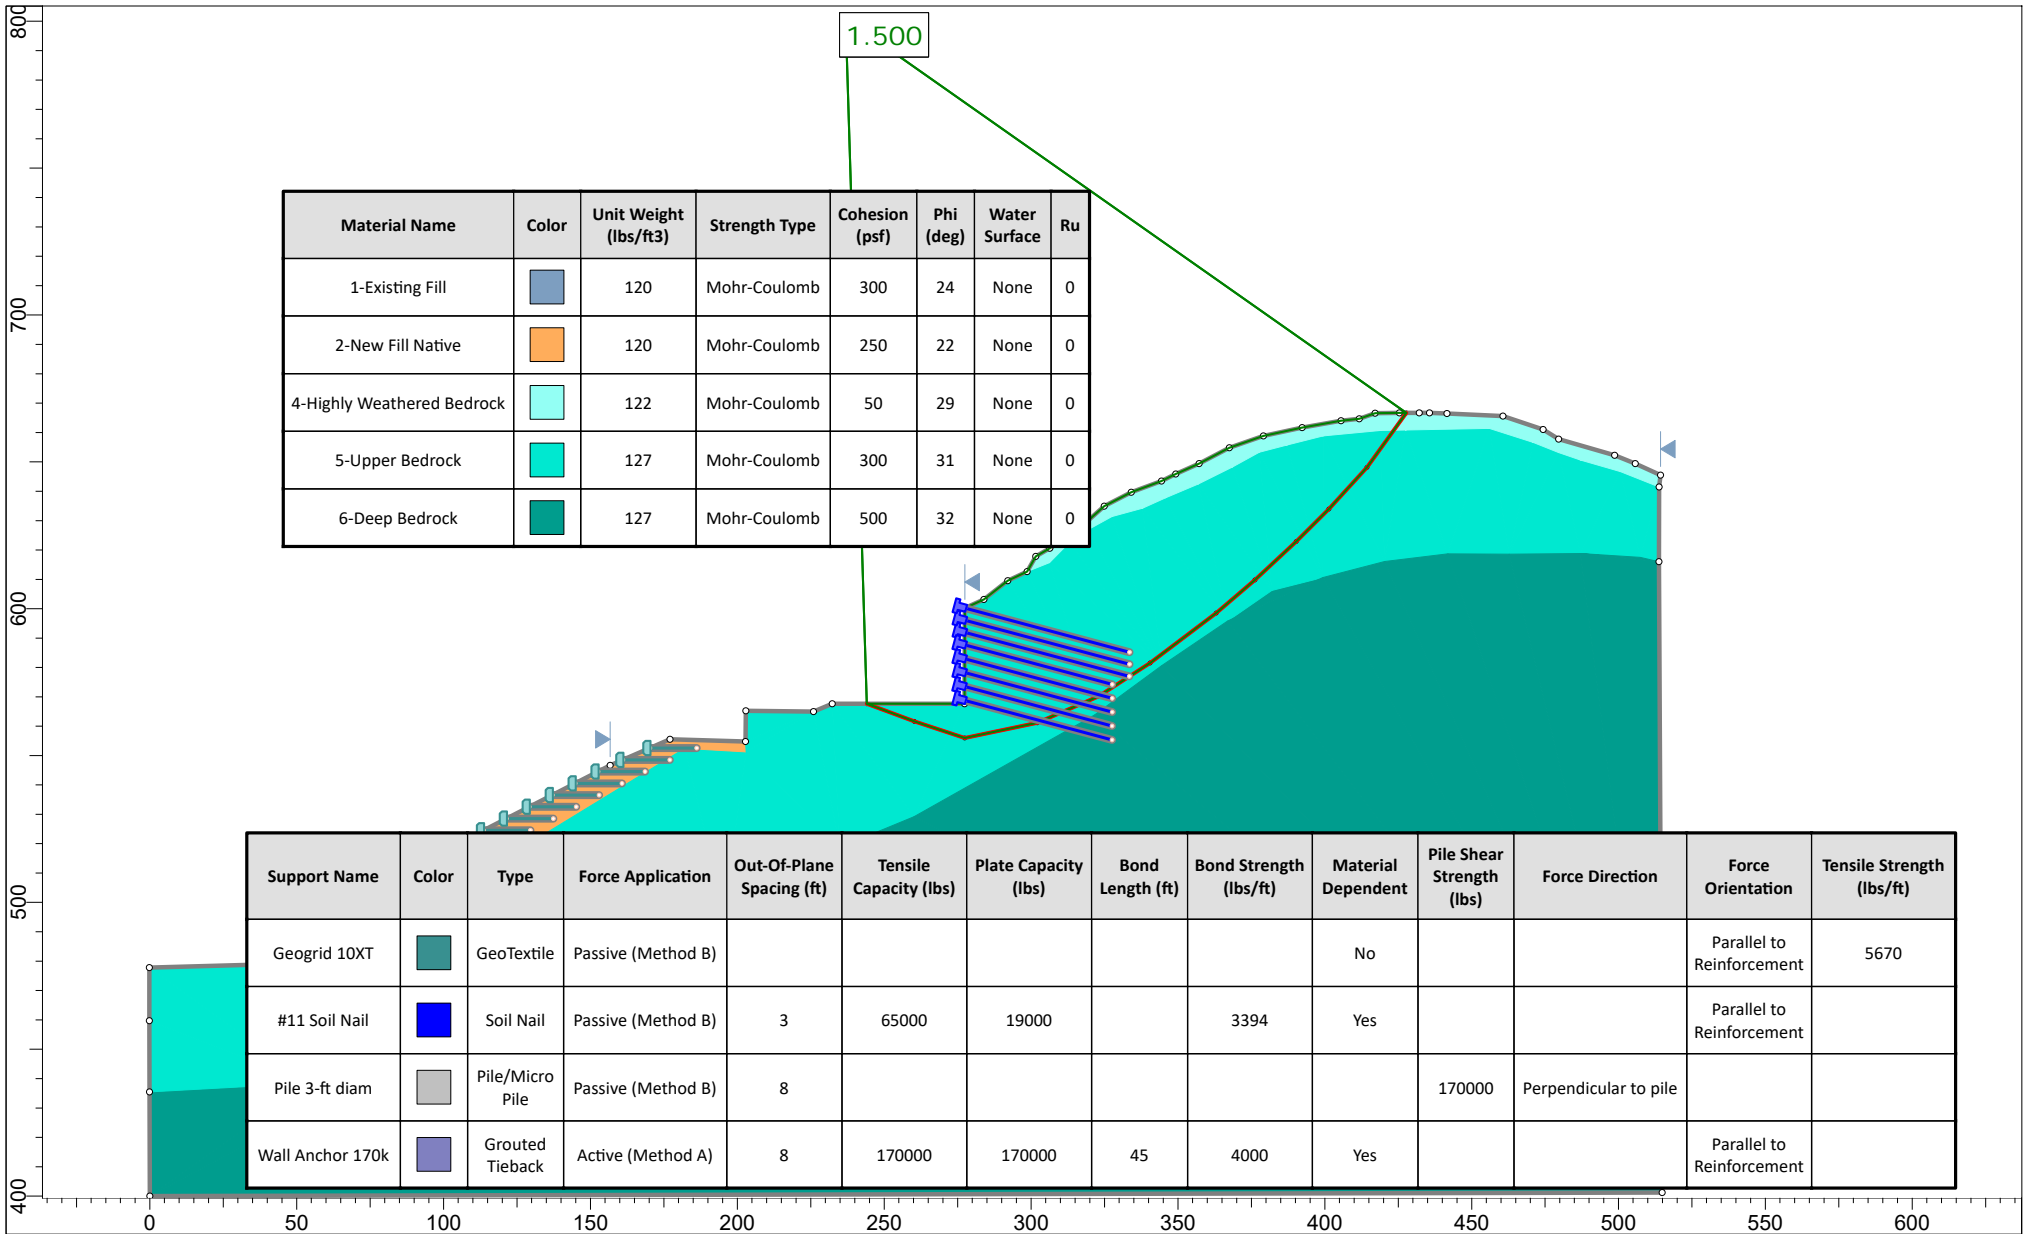 1.500
800
700
600
500
400
Material Name Color Unit Weight (lbs/ft3) Strength Type Cohesion (psf) Phi (deg) Water Surface Ru
1-Existing Fill 120 Mohr-Coulomb 300 24 None 0
2-New Fill Native 120 Mohr-Coulomb 250 22 None 0
4-Highly Weathered Bedrock 122 Mohr-Coulomb 50 29 None 0
5-Upper Bedrock 127 Mohr-Coulomb 300 31 None 0
6-Deep Bedrock 127 Mohr-Coulomb 500 32 None 0
Support Name Color Type Force Application Out-Of-Plane Spacing (ft) Tensile Capacity (lbs) Plate Capacity (lbs) Bond Length (ft) Bond Strength (lbs/ft) Material Dependent Pile Shear Strength (lbs) Force Direction Force Orientation Tensile Strength (lbs/ft)
Geogrid 10XT GeoTextile Passive (Method B) No Parallel to Reinforcement 5670
#11 Soil Nail Soil Nail Passive (Method B) 3 65000 19000 3394 Yes Parallel to Reinforcement
Pile 3-ft diam Pile/Micro Pile Passive (Method B) 8 170000 Perpendicular to pile
Wall Anchor 170k Grouted Tieback Active (Method A) 8 170000 170000 45 4000 Yes Parallel to Reinforcement
0 50 100 150 200 250 300 350 400 450 500 550 600